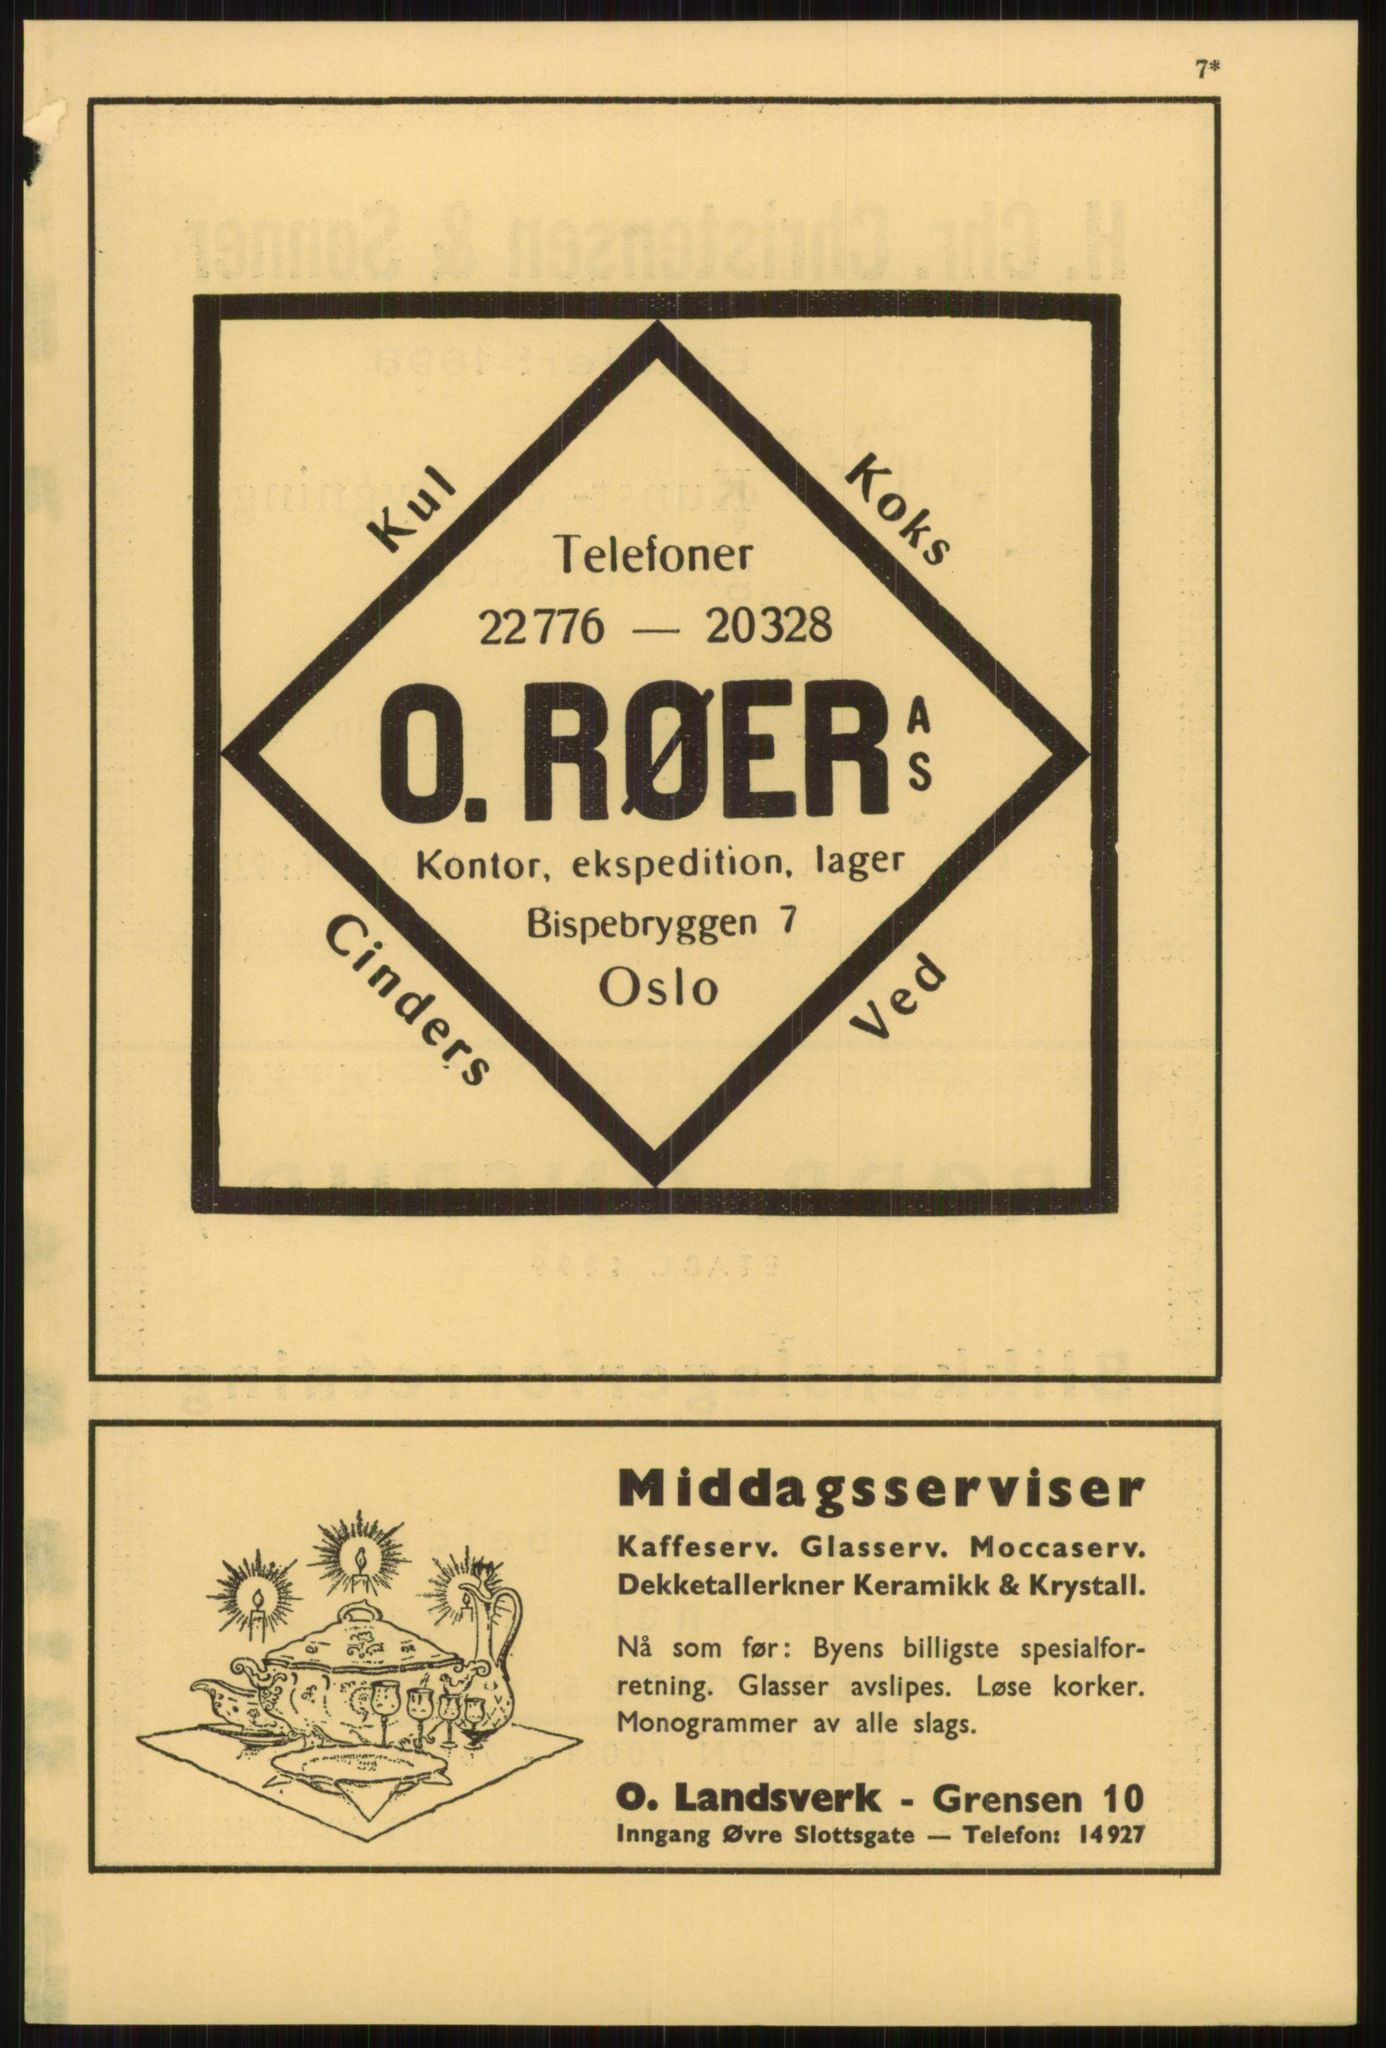 7*
Kul
Koks
Telefoner
22776 — 20328
O. RØER A S
Kontor, ekspedition, lager
Bispebryggen 7
Oslo
Cinders
Ved
Middagsserviser
Kaffeserv. Glasserv. Moccaserv.
Dekketallerkner Keramikk & Krystall.
Nå som før: Byens billigste spesialfor-
retning. Glasser avslipes. Løse korker.
Monogrammer av alle slags.
O. Landsverk - Grensen 10
Inngang Øvre Slottsgate — Telefon: 14927